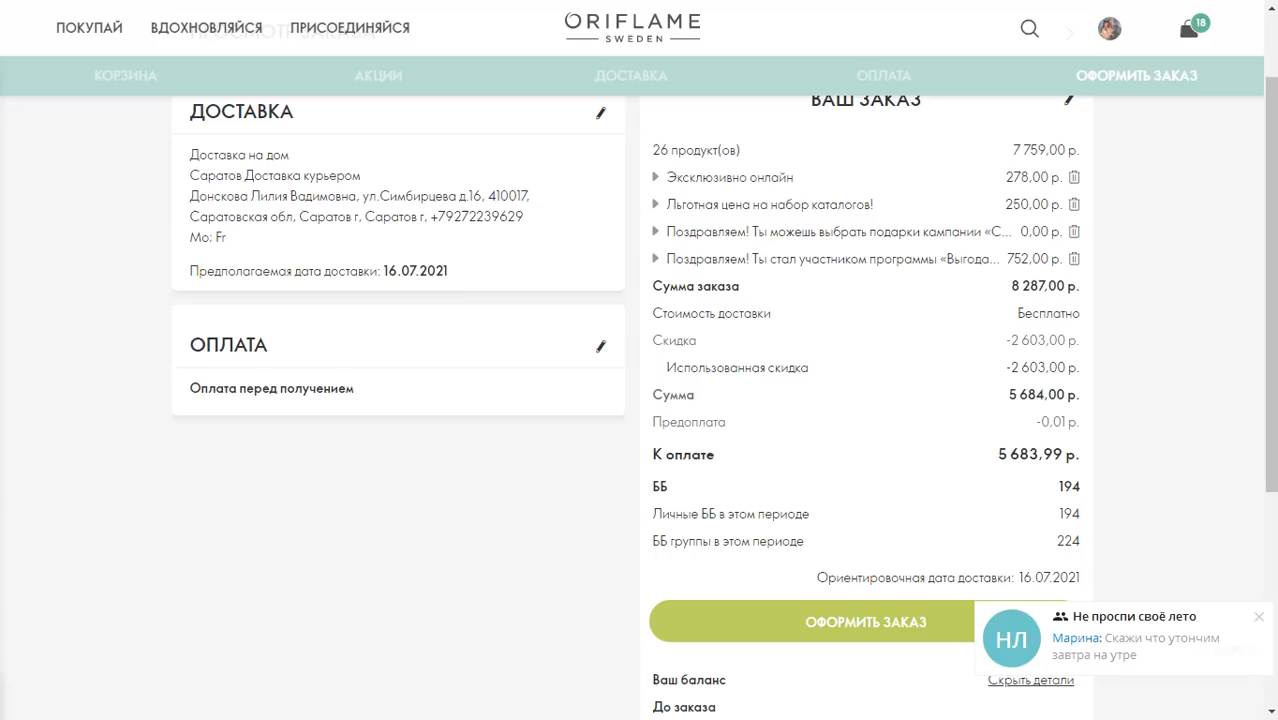 ПОКУПАЙ ВДОХНОВЛЯЙСЯ ПРИСОЕДИНЯЙСЯ
ORIFLAME
SWEDEN
18
КОРЗИНА АКЦИИ ДОСТАВКА ОПЛАТА ОФОРМИТЬ ЗАКАЗ
ДОСТАВКА
Доставка на дом
Саратов Доставка курьером
Донскова Лилия Вадимовна, ул.Симбирцева д.16, 410017,
Саратовская обл, Саратов г, Саратов г, +79272239629
Mo: Fr
Предполагаемая дата доставки: 16.07.2021
ОПЛАТА
Оплата перед получением
ВАШ ЗАКАЗ
26 продукт(ов) 7 759,00 р.
Эксклюзивно онлайн 278,00 р.
Льготная цена на набор каталогов! 250,00 р.
Поздравляем! Ты можешь выбрать подарки кампании «С... 0,00 р.
Поздравляем! Ты стал участником программы «Выгода... 752,00 р.
Сумма заказа 8 287,00 р.
Стоимость доставки Бесплатно
Скидка -2 603,00 р.
Использованная скидка -2 603,00 р.
Сумма 5 684,00 р.
Предоплата -0,01 р.
К оплате 5 683,99 р.
ББ 194
Личные ББ в этом периоде 194
ББ группы в этом периоде 224
Ориентировочная дата доставки: 16.07.2021
ОФОРМИТЬ ЗАКАЗ
Ваш баланс Скрыть детали
До заказа
НЛ
Не проспи своё лето
Марина: Скажи что утончим
завтра на утре